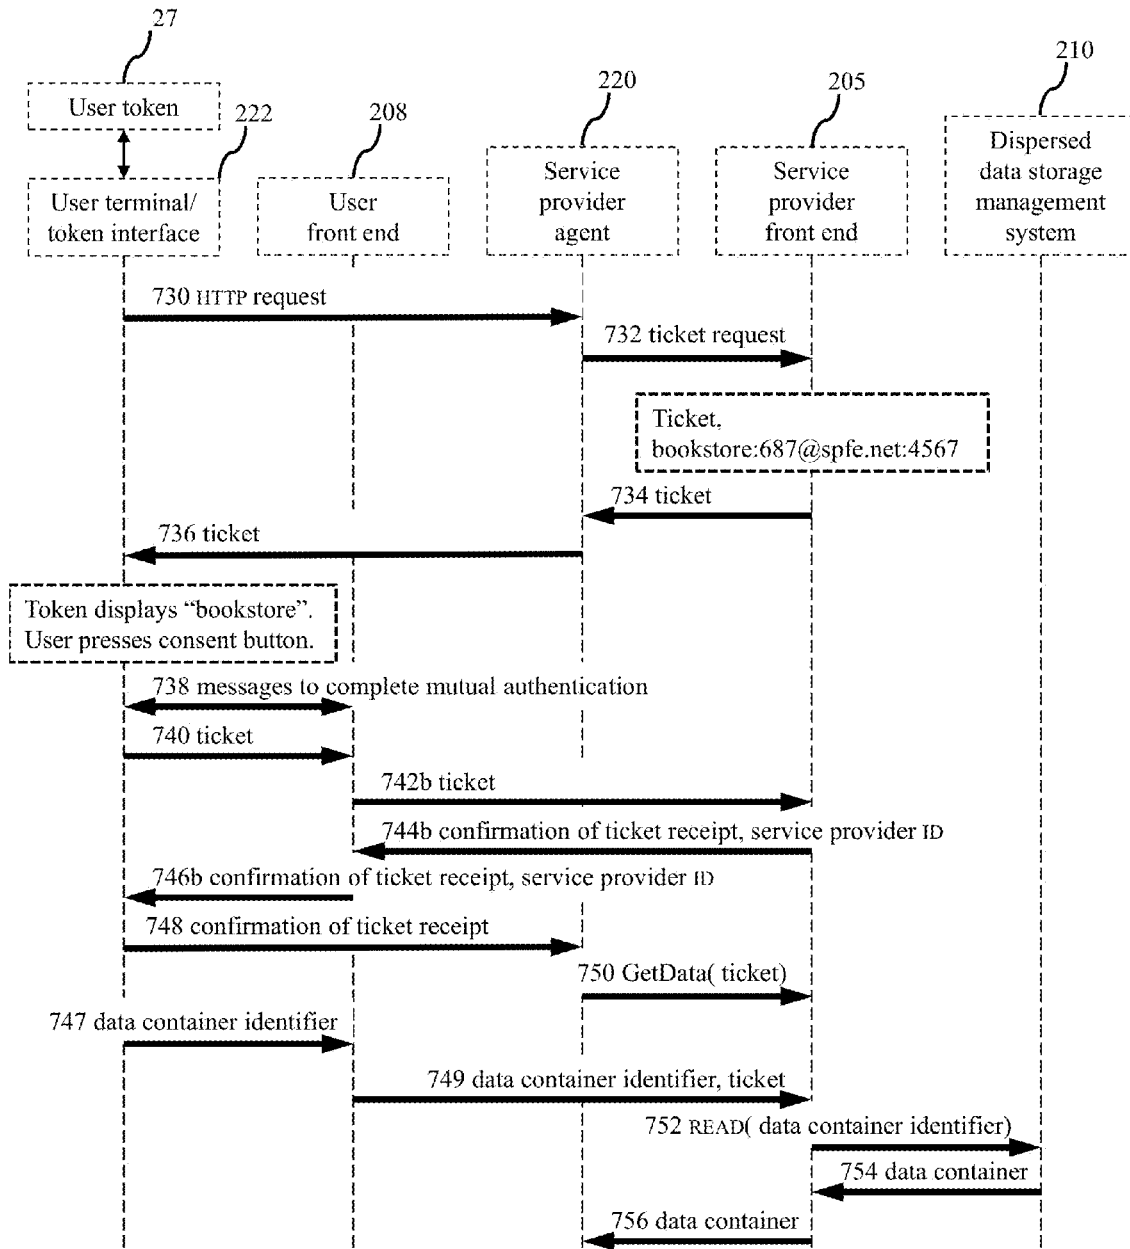 27
User token
222
208
220
205
210
User terminal/
token interface
User
front end
Service
provider
agent
Service
provider
front end
Dispersed
data storage
management
system
730 HTTP request
732 ticket request
Ticket,
bookstore:687@spfe.net:4567
734 ticket
736 ticket
Token displays “bookstore”.
User presses consent button.
738 messages to complete mutual authentication
740 ticket
742b ticket
744b confirmation of ticket receipt, service provider ID
746b confirmation of ticket receipt, service provider ID
748 confirmation of ticket receipt
750 GetData( ticket)
747 data container identifier
749 data container identifier, ticket
752 READ( data container identifier)
754 data container
756 data container